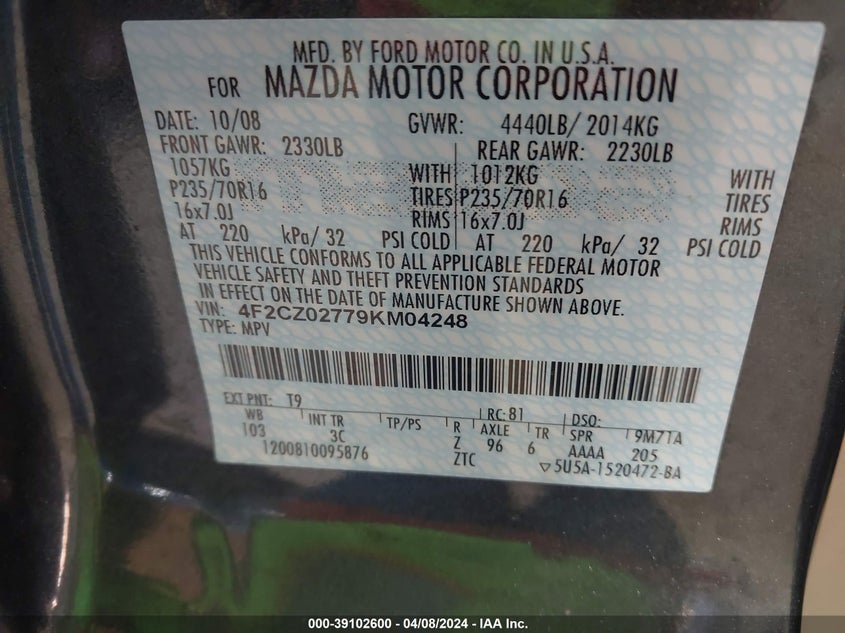 MFD. BY FORD MOTOR CO. IN U.S.A.
FOR MAZDA MOTOR CORPORATION
DATE: 10/08 GVWR: 4440LB/ 2014KG
FRONT GAWR: 2330LB REAR GAWR: 2230LB
1057KG WITH 1012KG WITH
P235/70R16 TIRES P235/70R16 TIRES
16x7.0J RIMS 16x7.0J RIMS
AT 220 kPa/ 32 PSI COLD AT 220 kPa/ 32 PSI COLD
THIS VEHICLE CONFORMS TO ALL APPLICABLE FEDERAL MOTOR
VEHICLE SAFETY AND THEFT PREVENTION STANDARDS
IN EFFECT ON THE DATE OF MANUFACTURE SHOWN ABOVE.
VIN: 4F2CZ02779KM04248
TYPE: MPV
EXT PNT: T9 RC: 81 DSO:
WB INT TR TP/PS R AXLE TR SPR 9M71A
103 3C Z 96 6 AAAA 205
1200810095876 ZTC ▽5U5A-1520472-BA
000-39102600 - 04/08/2024 - IAA Inc.